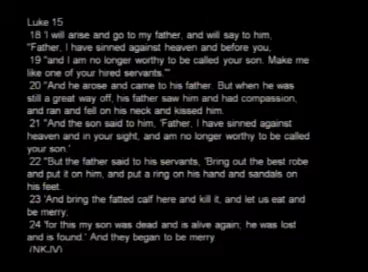 Luke 15
18 'I will arise and go to my father, and will say to him,
"Father, I have sinned against heaven and before you,
19 "and I am no longer worthy to be called your son. Make me
like one of your hired servants."'
20 "And he arose and came to his father. But when he was
still a great way off, his father saw him and had compassion,
and ran and fell on his neck and kissed him.
21 "And the son said to him, 'Father, I have sinned against
heaven and in your sight, and am no longer worthy to be called
your son.'
22 "But the father said to his servants, 'Bring out the best robe
and put it on him, and put a ring on his hand and sandals on
his feet.
23 'And bring the fatted calf here and kill it, and let us eat and
be merry;
24 'for this my son was dead and is alive again; he was lost
and is found.' And they began to be merry
(NKJV)